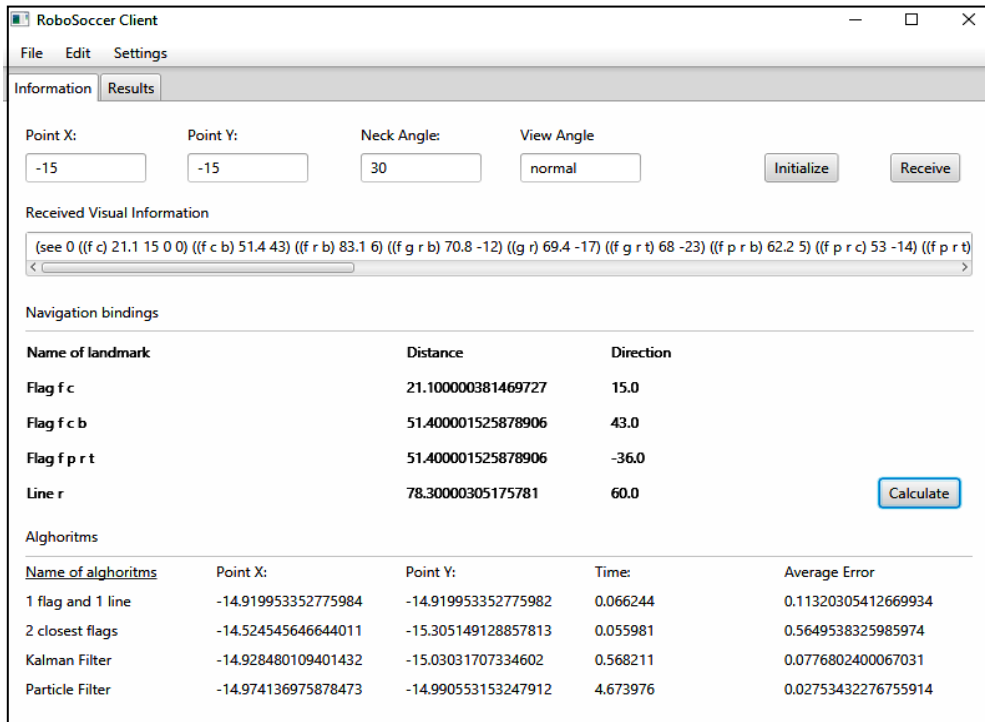 RoboSoccer Client
File Edit Settings
Information Results
Point X: Point Y: Neck Angle: View Angle
-15 -15 30 normal Initialize Receive
Received Visual Information
(see 0 ((f c) 21.1 15 0 0) ((f c b) 51.4 43) ((f r b) 83.1 6) ((f g r b) 70.8 -12) ((g r) 69.4 -17) ((f g r t) 68 -23) ((f p r b) 62.2 5) ((f p r c) 53 -14) ((f p r t)
Navigation bindings
Name of landmark Distance Direction
Flag f c 21.100000381469727 15.0
Flag f c b 51.400001525878906 43.0
Flag f p r t 51.400001525878906 -36.0
Line r 78.30000305175781 60.0 Calculate
Alghoritms
Name of alghoritms Point X: Point Y: Time: Average Error
1 flag and 1 line -14.919953352775984 -14.919953352775982 0.066244 0.11320305412669934
2 closest flags -14.524545646644011 -15.305149128857813 0.055981 0.5649538325985974
Kalman Filter -14.928480109401432 -15.03031707334602 0.568211 0.0776802400067031
Particle Filter -14.974136975878473 -14.990553153247912 4.673976 0.02753432276755914